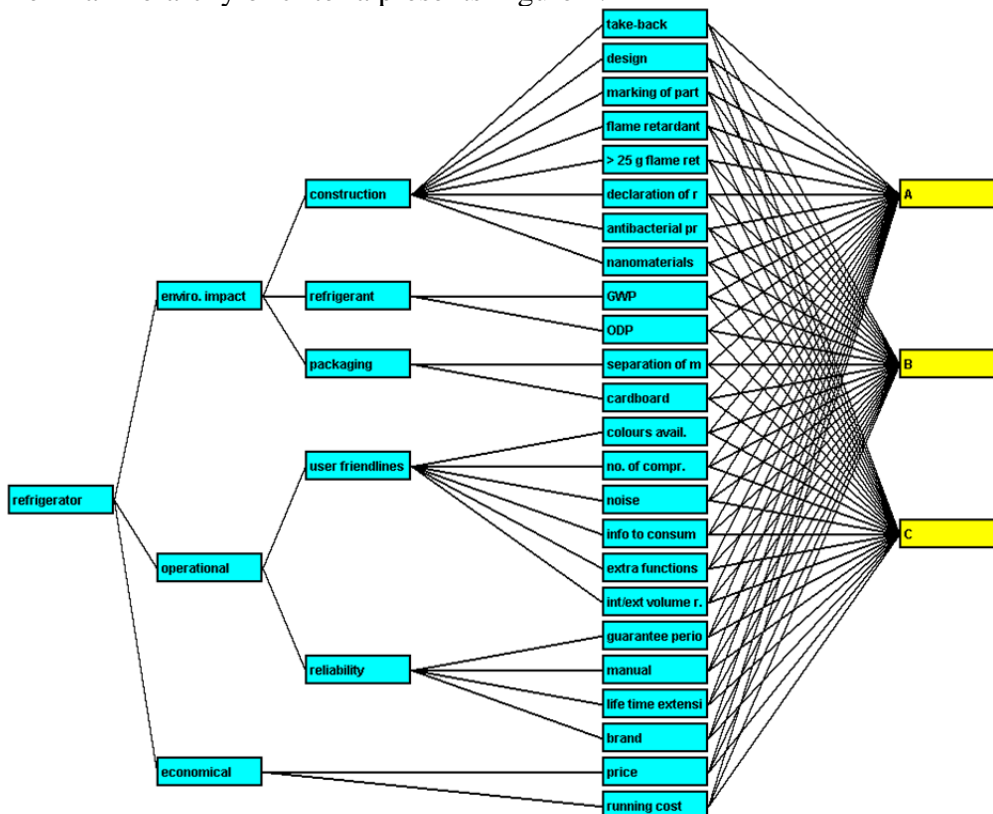 take-back
design
marking of part
flame retardant
> 25 g flame ret
construction
declaration of r
A
antibacterial pr
nanomaterials
enviro. impact
refrigerant
GWP
ODP
packaging
separation of m
B
cardboard
colours avail.
user friendlines
no. of compr.
refrigerator
noise
info to consum
C
operational
extra functions
int/ext volume r.
guarantee perio
reliability
manual
life time extensi
brand
economical
price
running cost